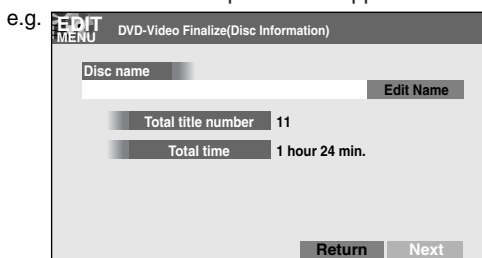 e.g.
EDIT MENU DVD-Video Finalize(Disc Information)
Disc name
Edit Name
Total title number 11
Total time 1 hour 24 min.
Return Next